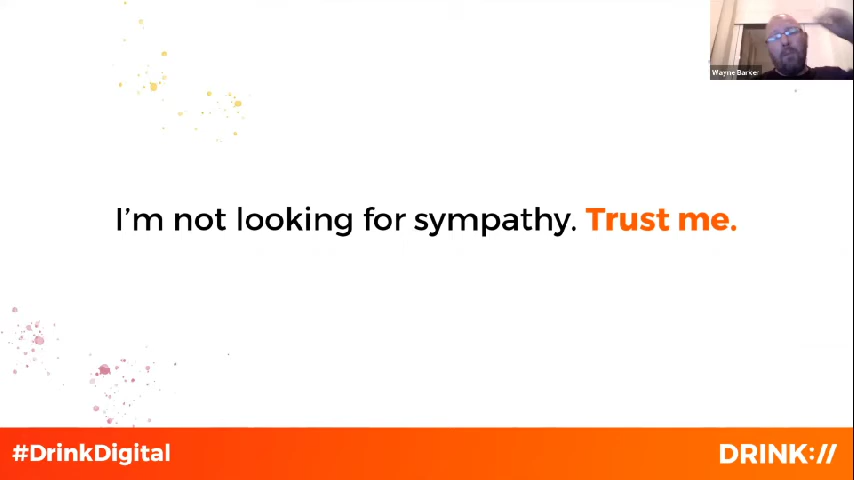 Wayne Barker
I'm not looking for sympathy. Trust me.
#DrinkDigital
DRINK://